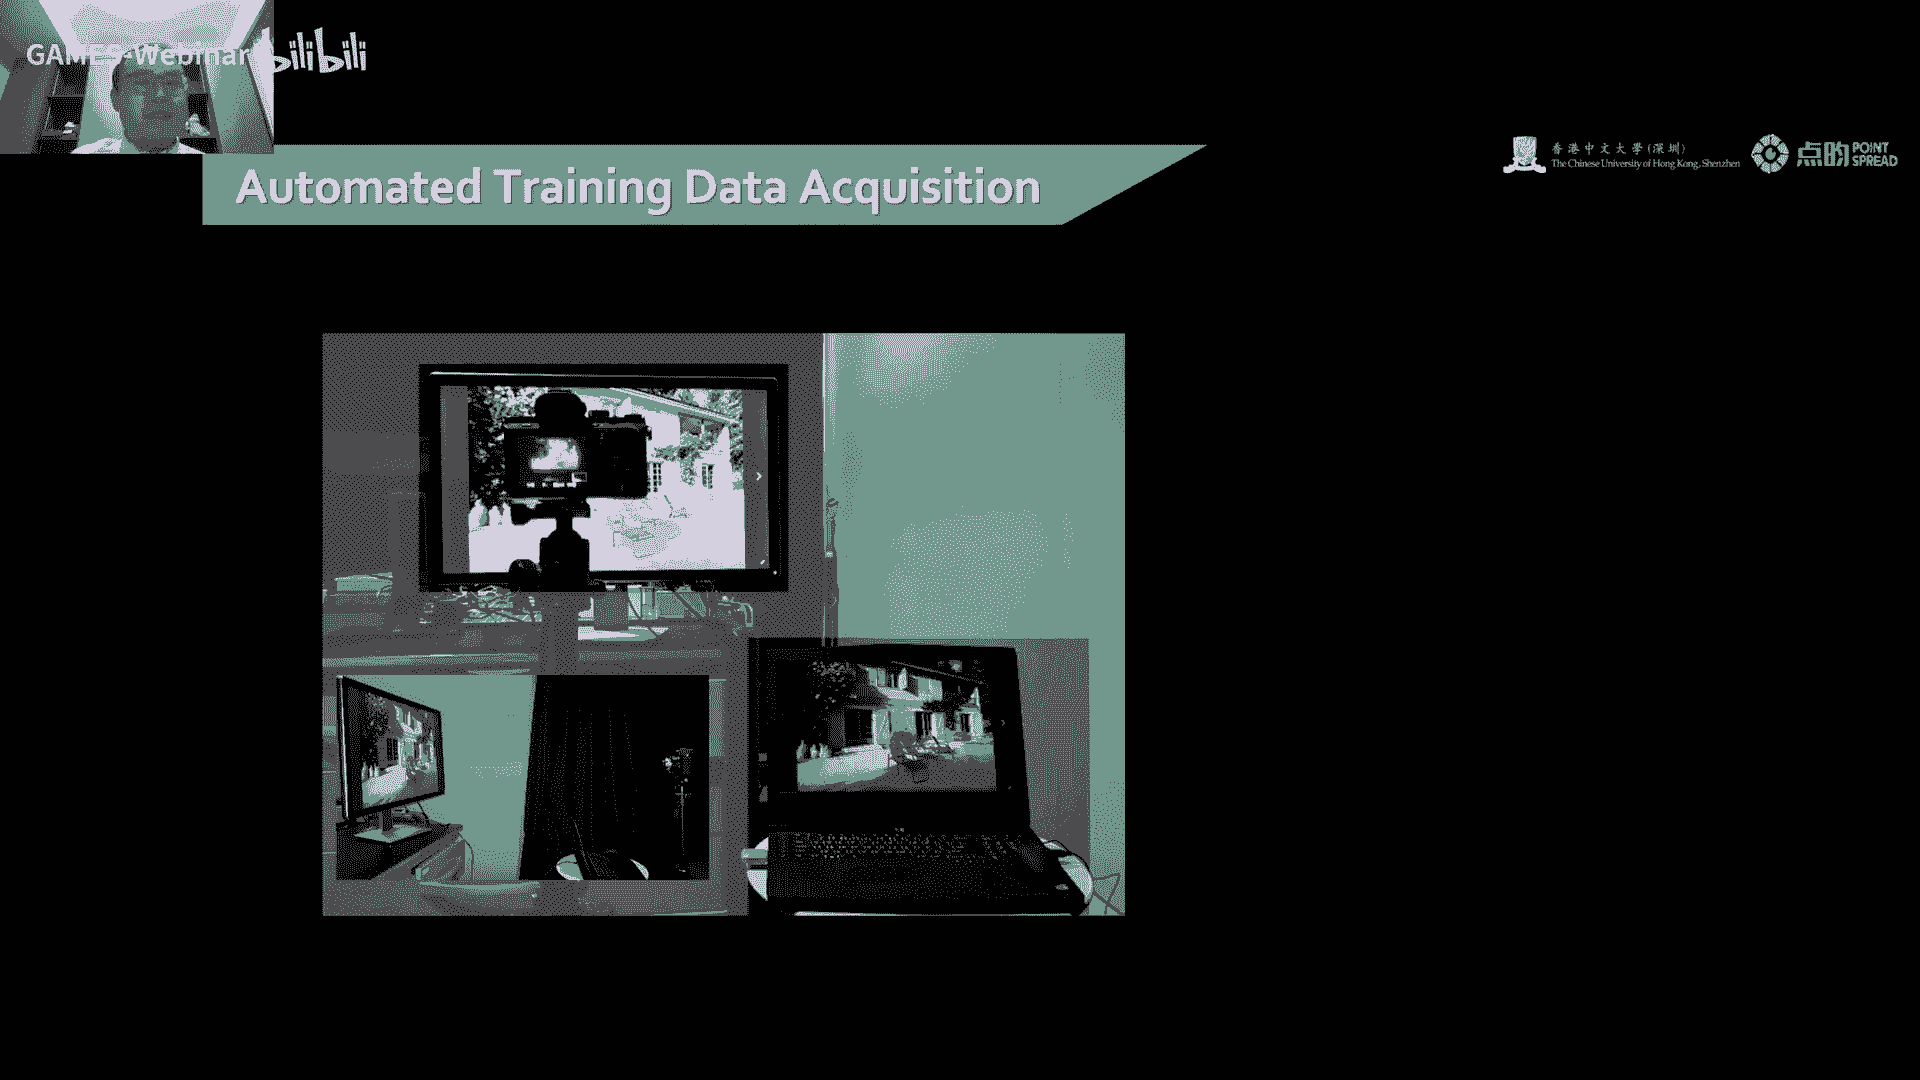 GAMES-Webinar
bilibili
Automated Training Data Acquisition
香港中文大學(深圳)
The Chinese University of Hong Kong, Shenzhen
点昀 POINT
SPREAD